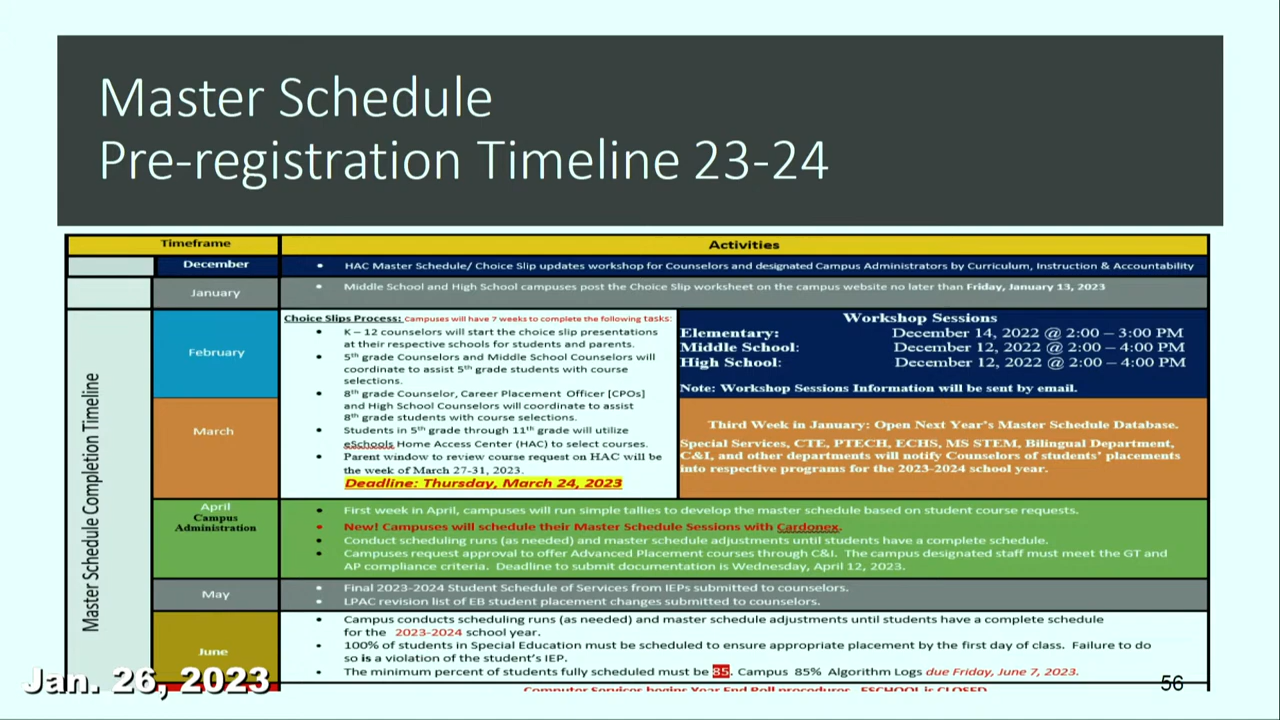 Master Schedule
Pre-registration Timeline 23-24
Timeframe
Activities
December
• HAC Master Schedule/ Choice Slip updates workshop for Counselors and designated Campus Administrators by Curriculum, Instruction & Accountability
January
• Middle School and High School campuses post the Choice Slip worksheet on the campus website no later than Friday, January 13, 2023
Master Schedule Completion Timeline
February
March
Choice Slips Process: Campuses will have 7 weeks to complete the following tasks:
• K – 12 counselors will start the choice slip presentations
at their respective schools for students and parents.
• 5th grade Counselors and Middle School Counselors will
coordinate to assist 5th grade students with course
selections.
• 8th grade Counselor, Career Placement Officer [CPOs]
and High School Counselors will coordinate to assist
8th grade students with course selections.
• Students in 5th grade through 11th grade will utilize
eSchools Home Access Center (HAC) to select courses.
• Parent window to review course request on HAC will be
the week of March 27-31, 2023.
Deadline: Thursday, March 24, 2023
Workshop Sessions
Elementary: December 14, 2022 @ 2:00 – 3:00 PM
Middle School: December 12, 2022 @ 2:00 – 4:00 PM
High School: December 12, 2022 @ 2:00 – 4:00 PM
Note: Workshop Sessions Information will be sent by email.
Third Week in January: Open Next Year's Master Schedule Database.
Special Services, CTE, PTECH, ECHS, MS STEM, Bilingual Department,
C&I, and other departments will notify Counselors of students' placements
into respective programs for the 2023-2024 school year.
April
Campus
Administration
• First week in April, campuses will run simple tallies to develop the master schedule based on student course requests.
• New! Campuses will schedule their Master Schedule Sessions with Cardonex.
• Conduct scheduling runs (as needed) and master schedule adjustments until students have a complete schedule.
• Campuses request approval to offer Advanced Placement courses through C&I. The campus designated staff must meet the GT and
AP compliance criteria. Deadline to submit documentation is Wednesday, April 12, 2023.
May
• Final 2023-2024 Student Schedule of Services from IEPs submitted to counselors.
• LPAC revision list of EB student placement changes submitted to counselors.
June
• Campus conducts scheduling runs (as needed) and master schedule adjustments until students have a complete schedule
for the 2023-2024 school year.
• 100% of students in Special Education must be scheduled to ensure appropriate placement by the first day of class. Failure to do
so is a violation of the student's IEP.
• The minimum percent of students fully scheduled must be 85. Campus 85% Algorithm Logs due Friday, June 7, 2023.
Computer Services begins Year End Roll procedures. ESCHOOL is CLOSED
Jan. 26, 2023
56